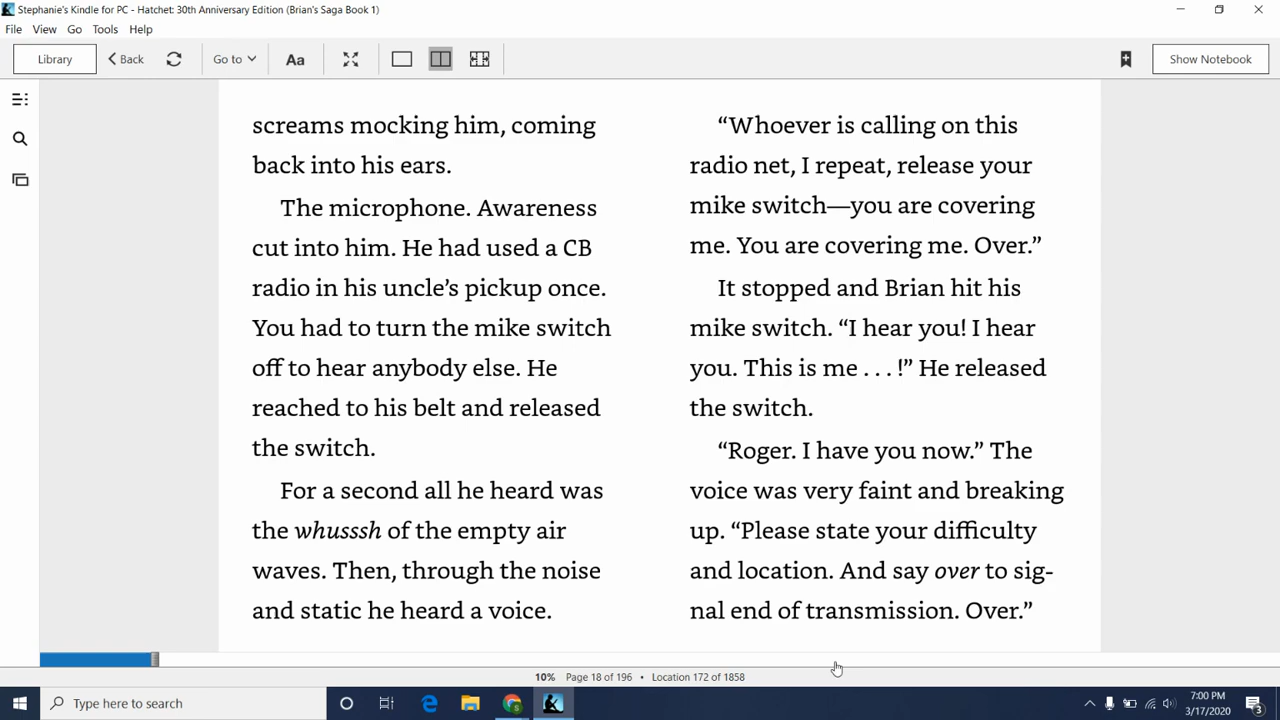 Stephanie's Kindle for PC - Hatchet: 30th Anniversary Edition (Brian's Saga Book 1)
File View Go Tools Help
Library Back Go to Aa Show Notebook
screams mocking him, coming
back into his ears.
The microphone. Awareness
cut into him. He had used a CB
radio in his uncle’s pickup once.
You had to turn the mike switch
off to hear anybody else. He
reached to his belt and released
the switch.
For a second all he heard was
the whusssh of the empty air
waves. Then, through the noise
and static he heard a voice.
“Whoever is calling on this
radio net, I repeat, release your
mike switch—you are covering
me. You are covering me. Over.”
It stopped and Brian hit his
mike switch. “I hear you! I hear
you. This is me . . . !” He released
the switch.
“Roger. I have you now.” The
voice was very faint and breaking
up. “Please state your difficulty
and location. And say over to sig-
nal end of transmission. Over.”
10% Page 18 of 196 • Location 172 of 1858
Type here to search
7:00 PM
3/17/2020
3